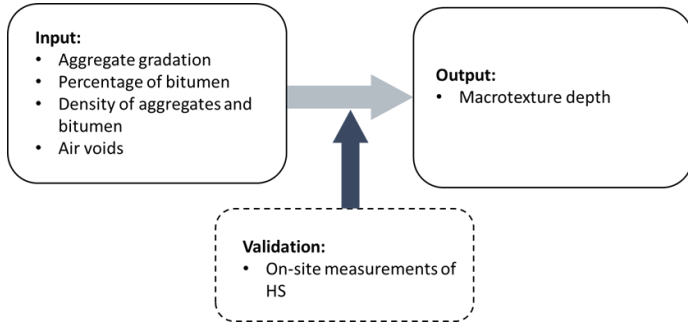 Input:
• Aggregate gradation
• Percentage of bitumen
• Density of aggregates and
bitumen
• Air voids
Output:
• Macrotexture depth
Validation:
• On-site measurements of
HS